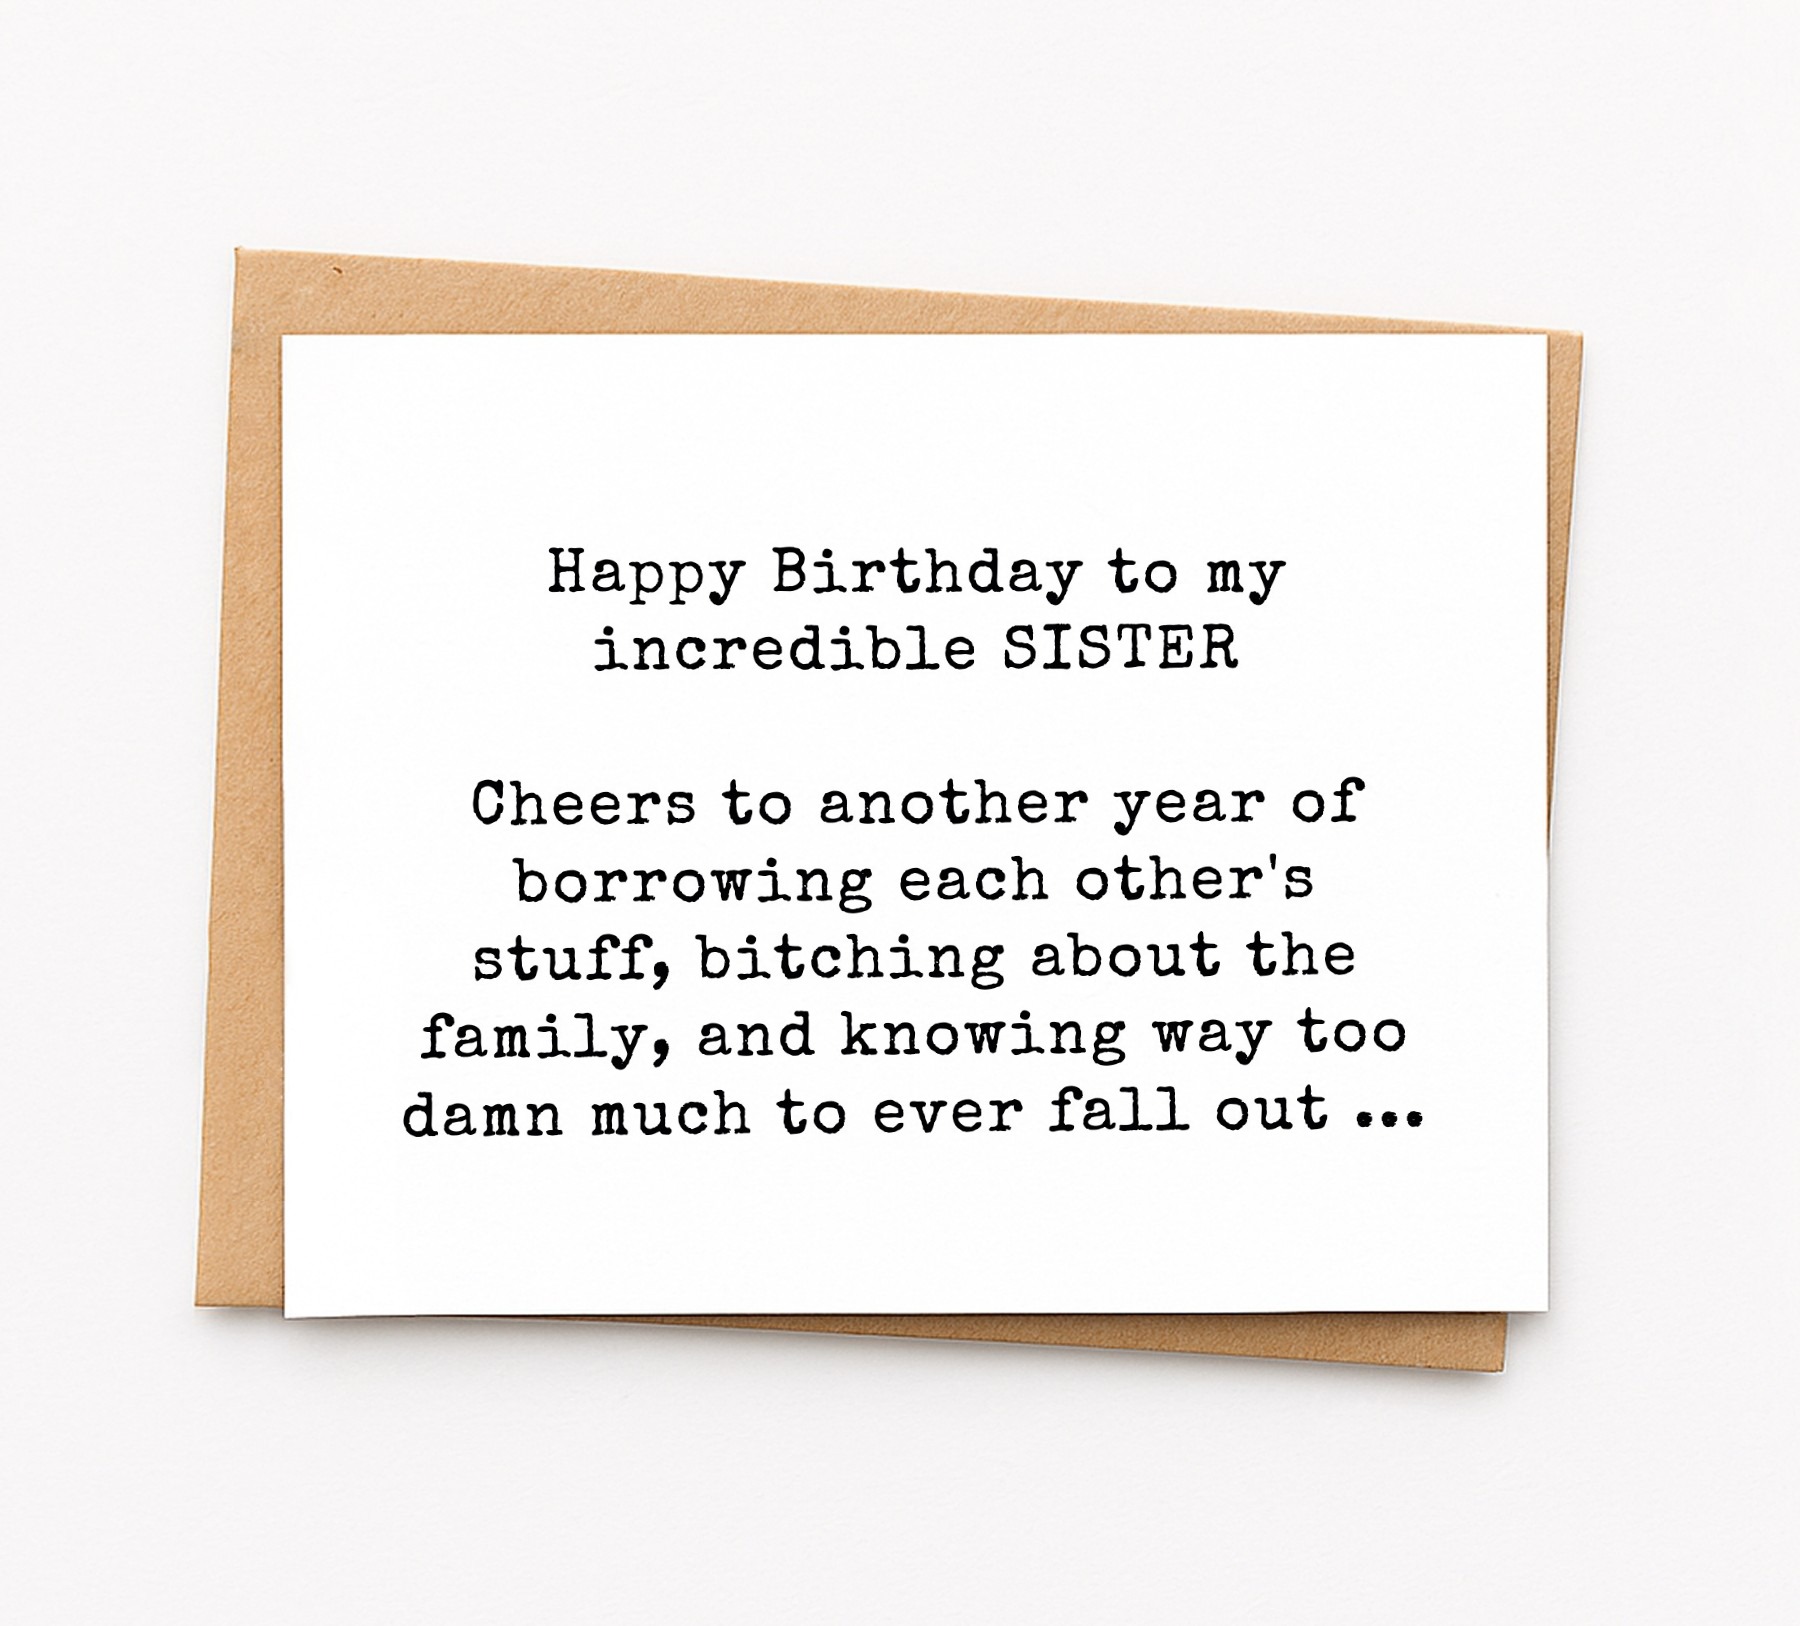 Happy Birthday to my
incredible SISTER
Cheers to another year of
borrowing each other's
stuff, bitching about the
family, and knowing way too
damn much to ever fall out ...